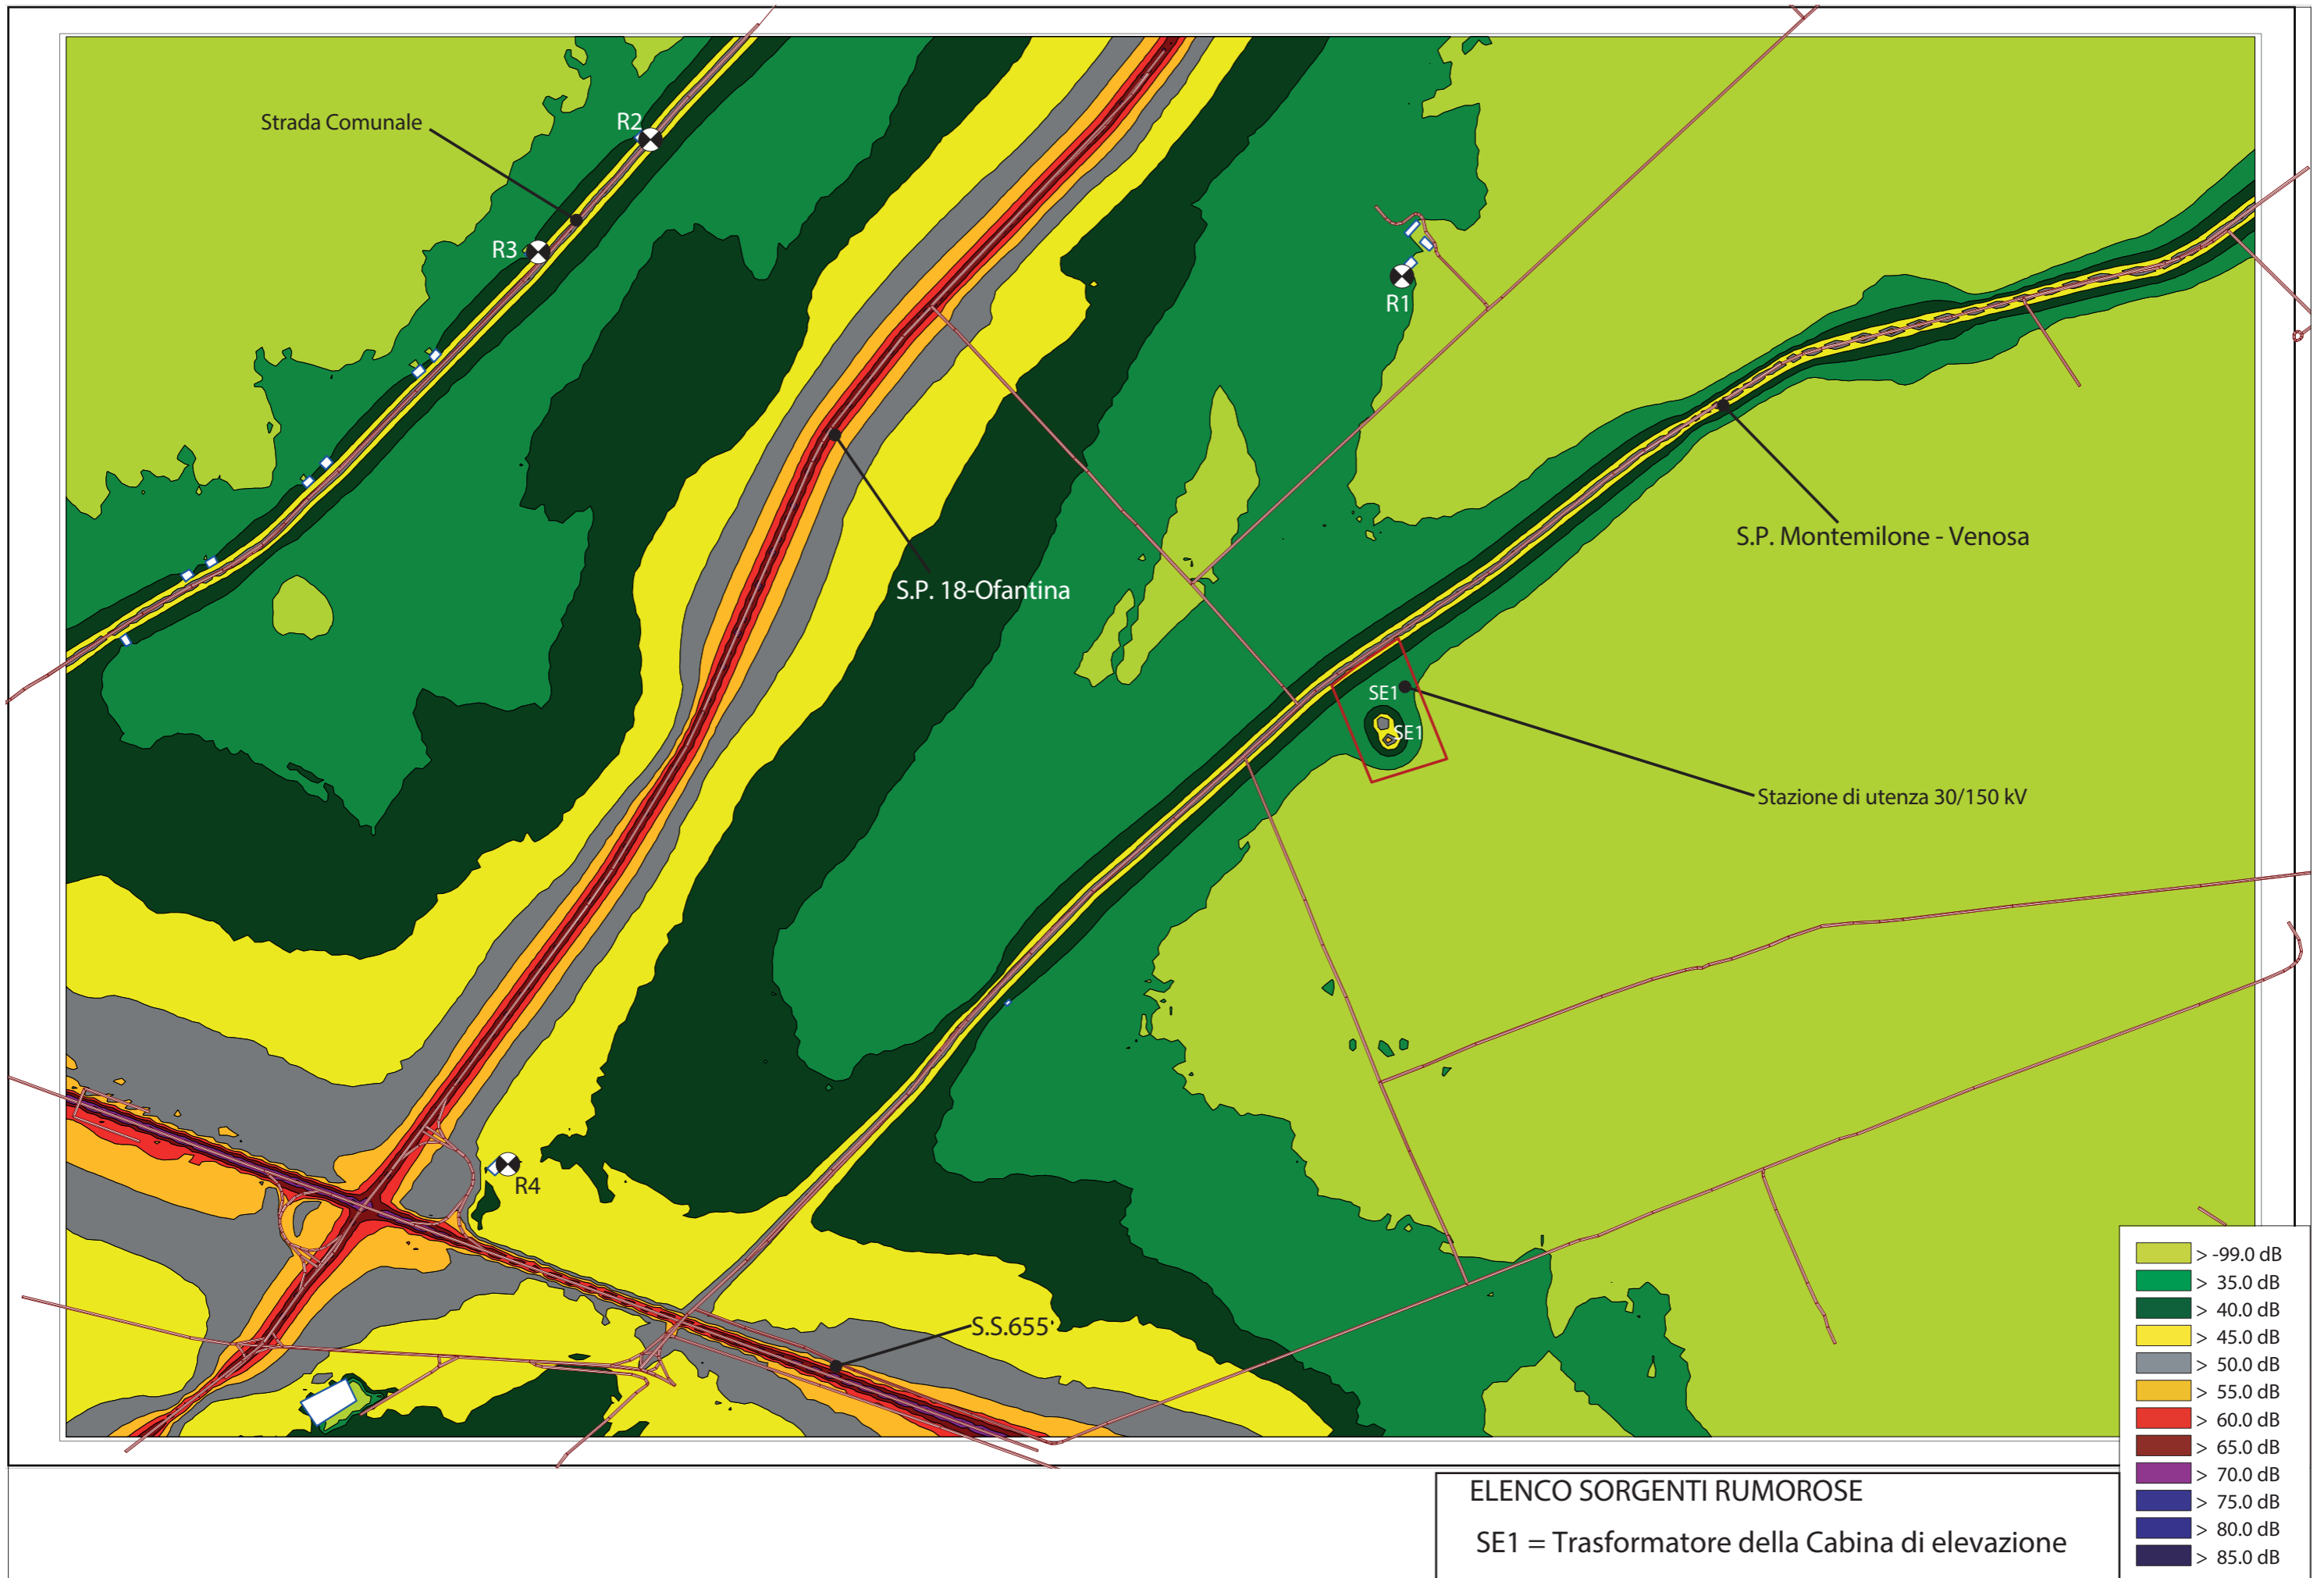 Strada Comunale
R2
R3
R1
S.P. 18-Ofantina
S.P. Montemilone - Venosa
SE1
SE1
Stazione di utenza 30/150 kV
R4
S.S.655
> -99.0 dB
> 35.0 dB
> 40.0 dB
> 45.0 dB
> 50.0 dB
> 55.0 dB
> 60.0 dB
> 65.0 dB
> 70.0 dB
> 75.0 dB
> 80.0 dB
> 85.0 dB
ELENCO SORGENTI RUMOROSE
SE1 = Trasformatore della Cabina di elevazione